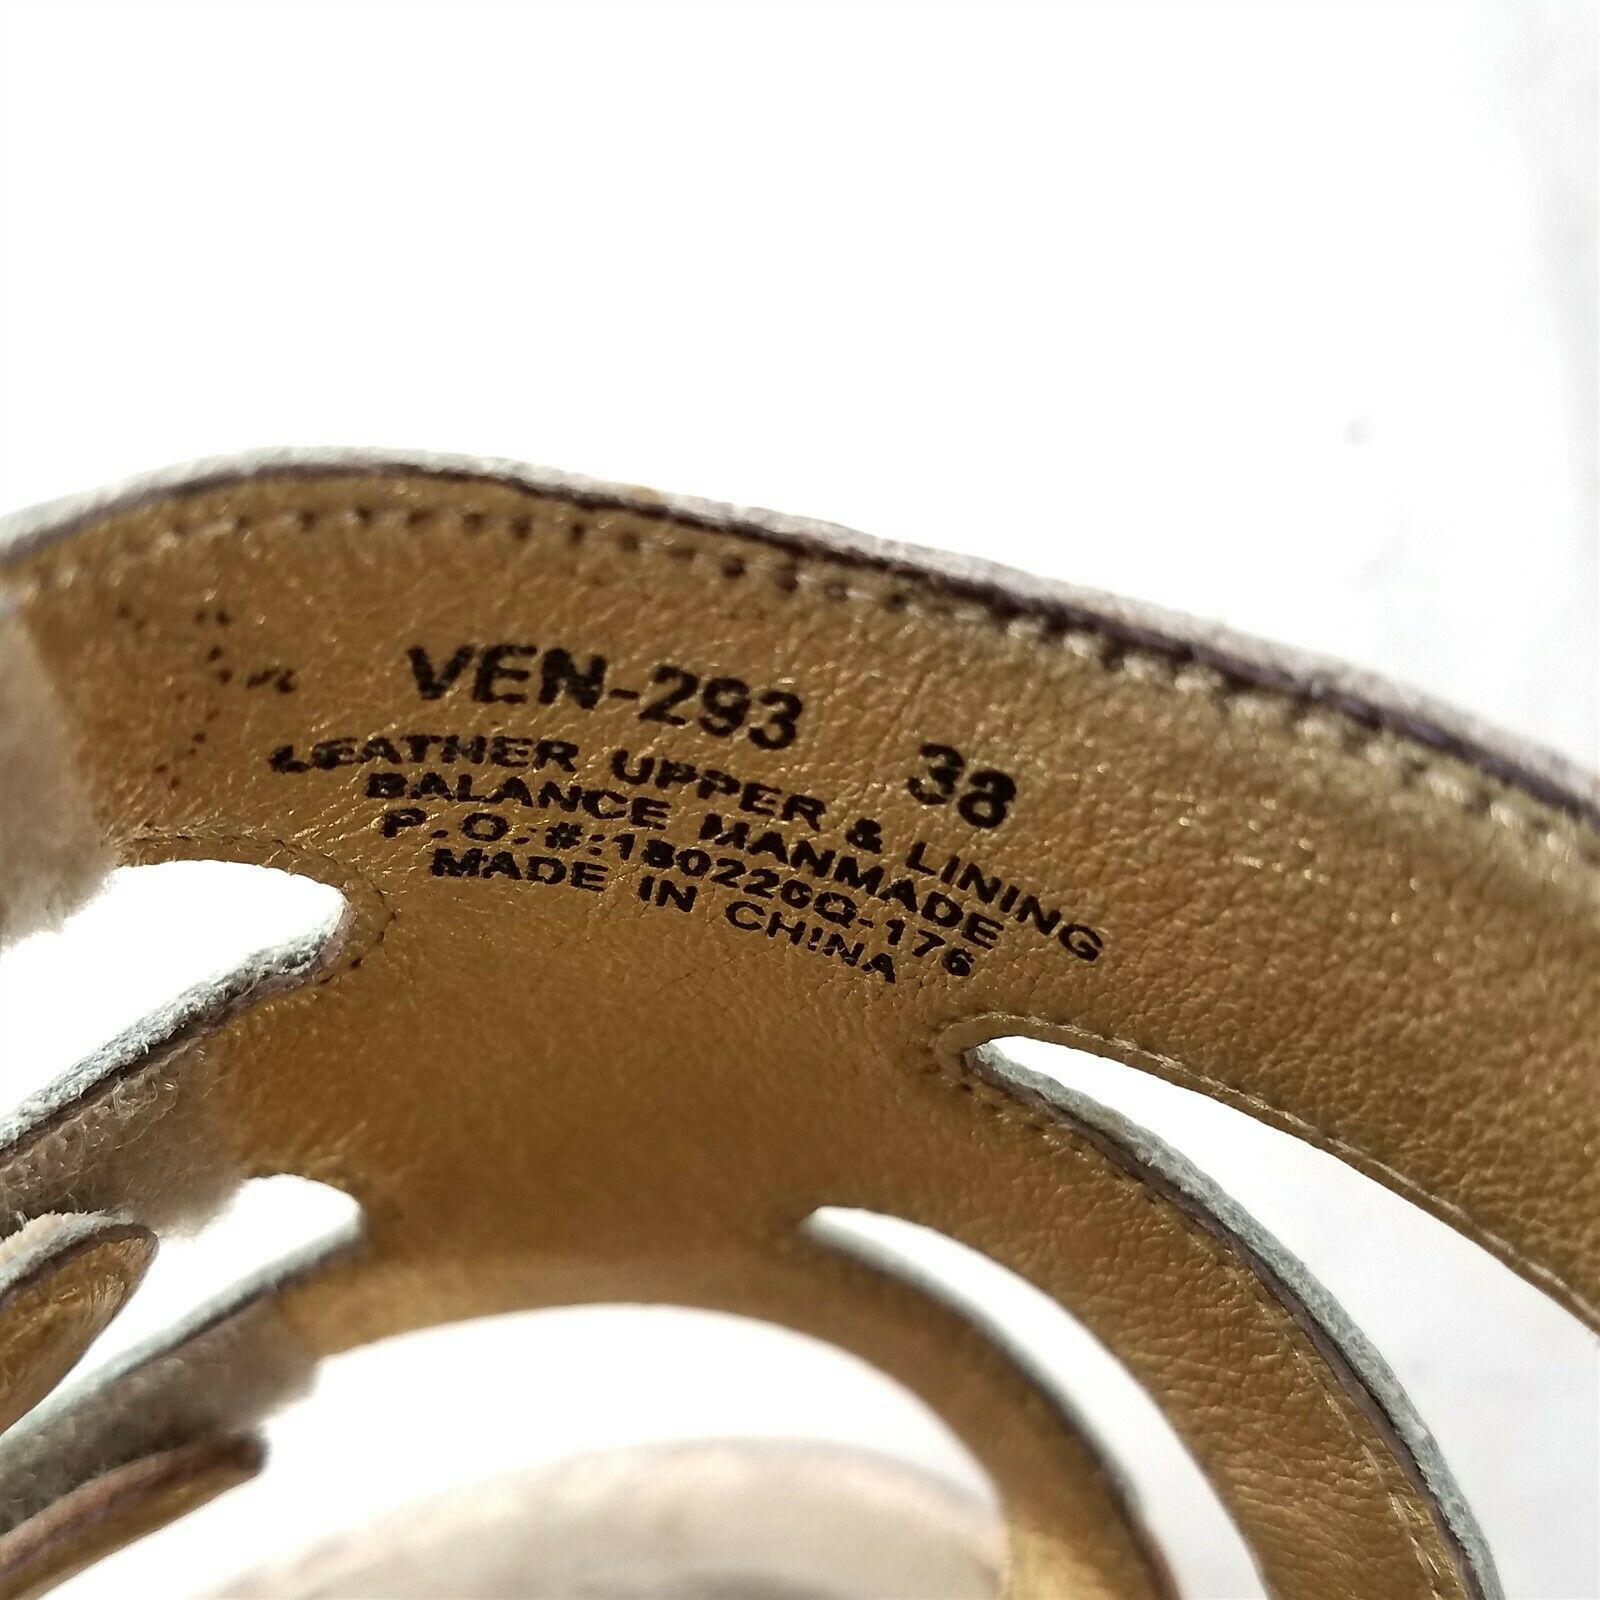 VEN-293 38
LEATHER UPPER & LINING
BALANCE MANMADE
P.O.#:180226Q-176
MADE IN CHINA